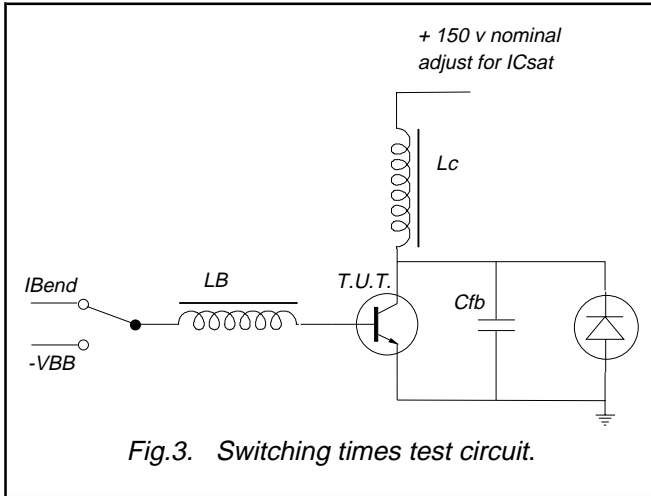 + 150 v nominal
adjust for ICsat
Lc
IBend
LB
T.U.T.
Cfb
-VBB
Fig.3. Switching times test circuit.